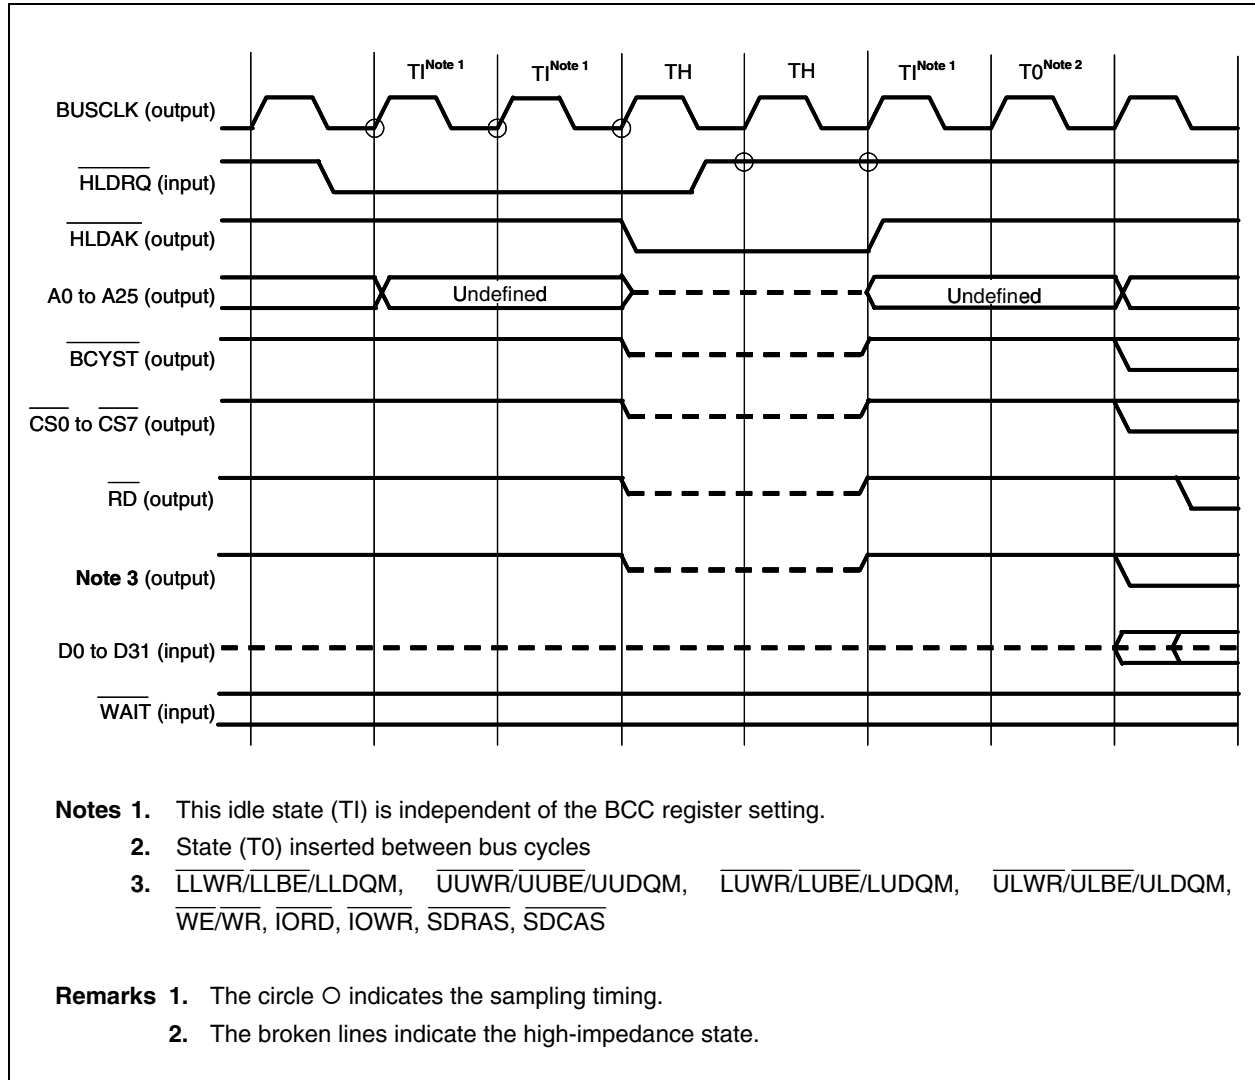 TI Note 1 TI Note 1 TH TH TI Note 1 T0 Note 2
BUSCLK (output)
HLDRQ (input)
HLDAK (output)
A0 to A25 (output) Undefined Undefined
BCYST (output)
CS0 to CS7 (output)
RD (output)
Note 3 (output)
D0 to D31 (input)
WAIT (input)
Notes 1. This idle state (TI) is independent of the BCC register setting.
2. State (T0) inserted between bus cycles
3. LLWR/LLBE/LLDQM, UUWR/UUBE/UUDQM, LUWR/LUBE/LUDQM, ULWR/ULBE/ULDQM,
WE/WR, IORD, IOWR, SDRAS, SDCAS
Remarks 1. The circle O indicates the sampling timing.
2. The broken lines indicate the high-impedance state.